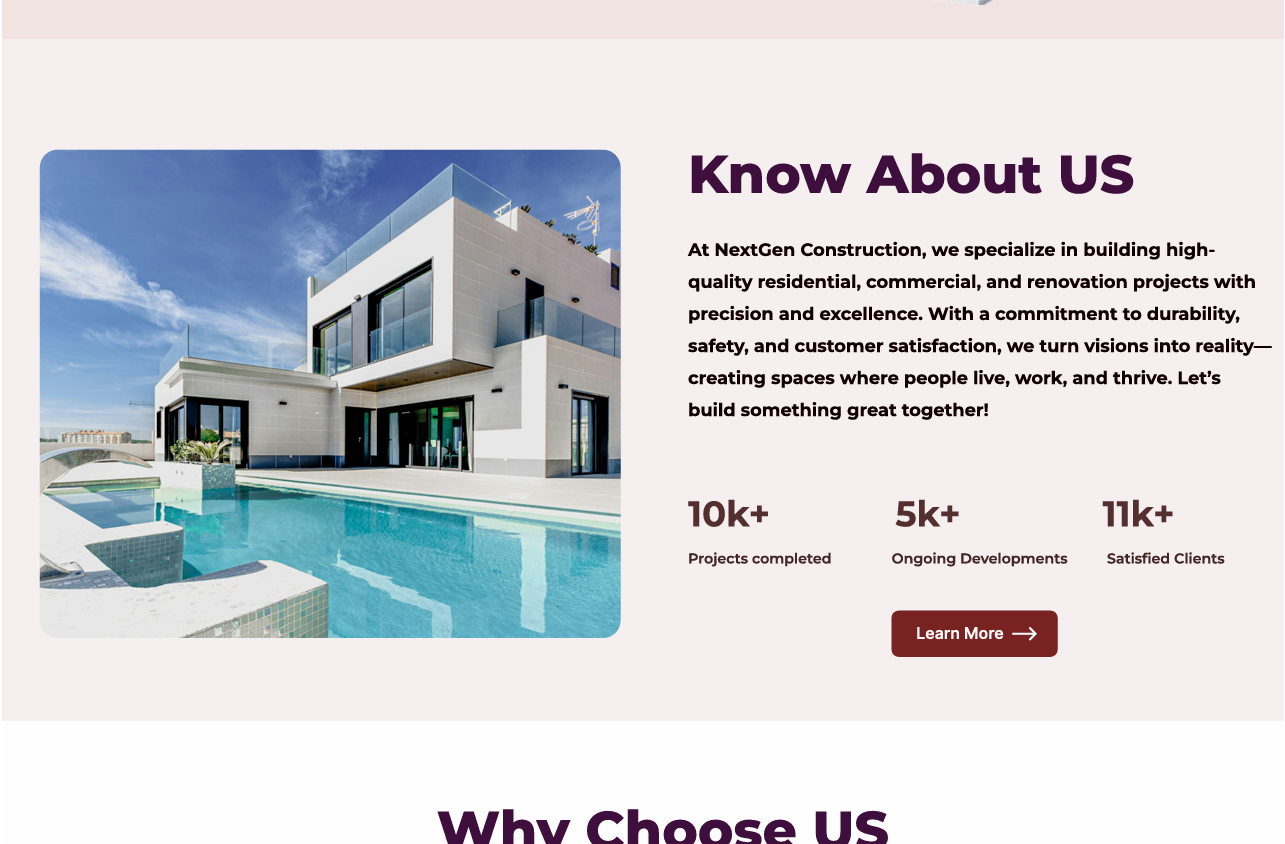 Know About US
At NextGen Construction, we specialize in building high-
quality residential, commercial, and renovation projects with
precision and excellence. With a commitment to durability,
safety, and customer satisfaction, we turn visions into reality—
creating spaces where people live, work, and thrive. Let’s
build something great together!
10k+ 5k+ 11k+
Projects completed Ongoing Developments Satisfied Clients
Learn More
Why Choose US